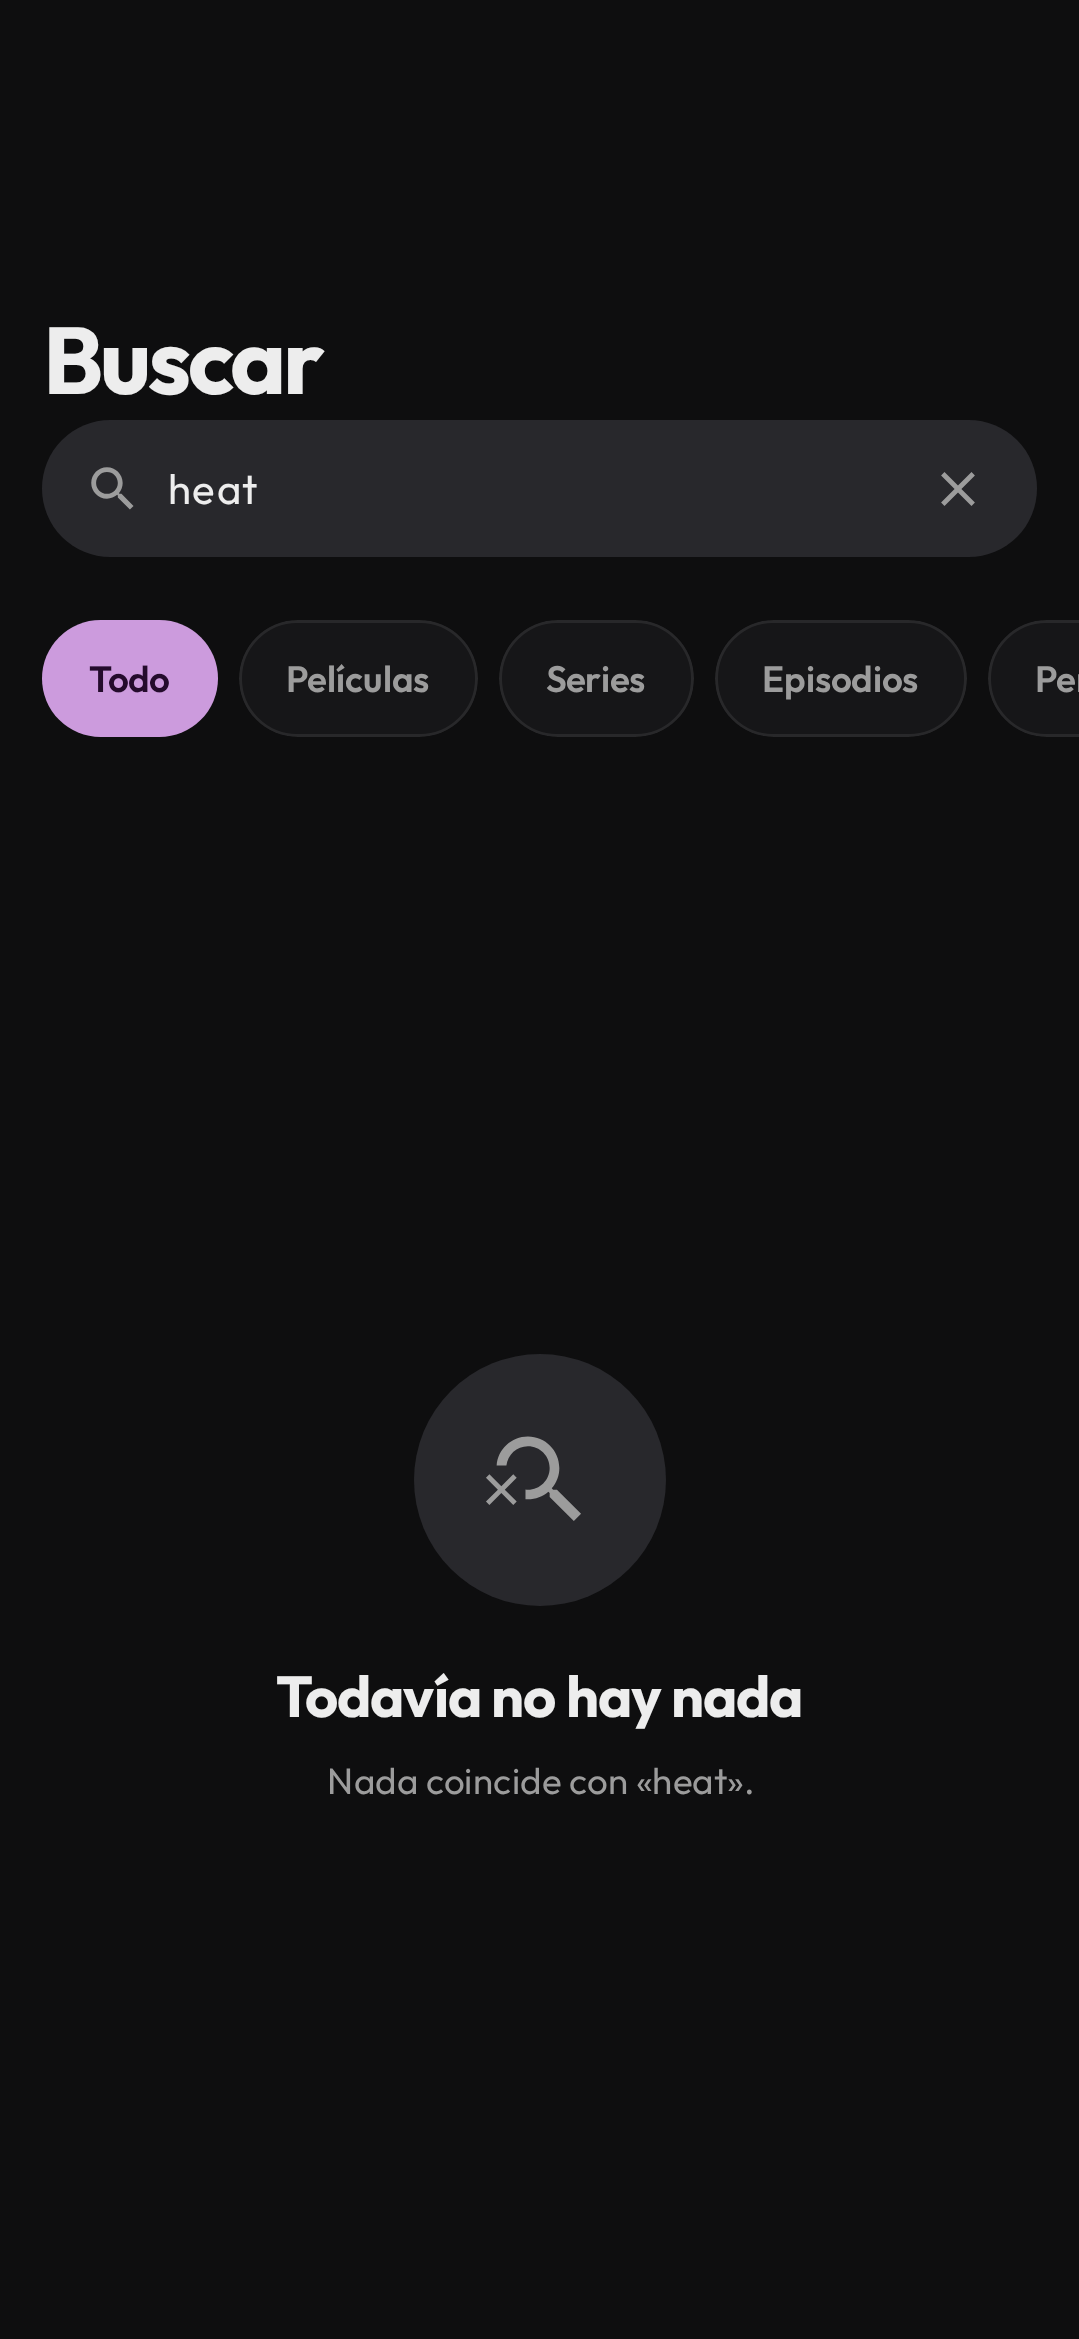 Buscar
heat
Todo
Películas
Series
Episodios
Todavía no hay nada
Nada coincide con «heat».